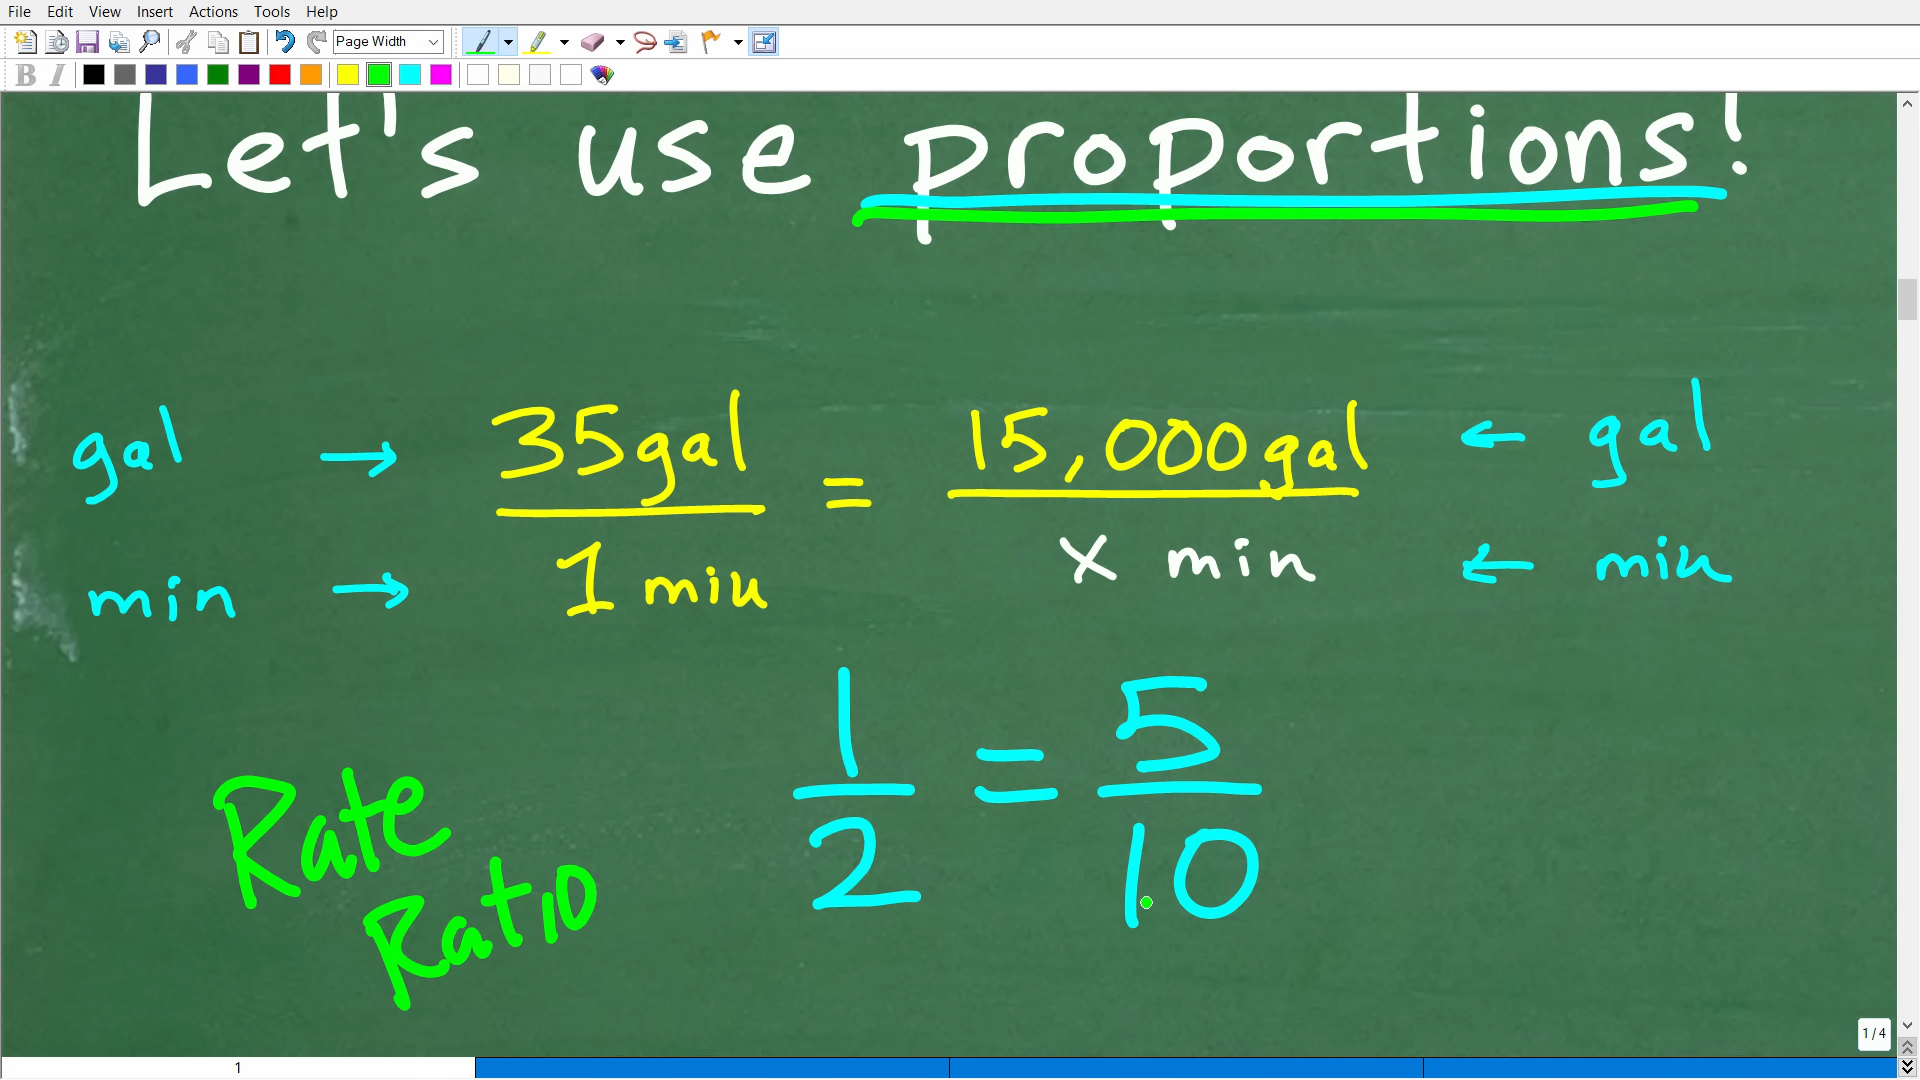 File Edit View Insert Actions Tools Help
Page Width
B I
Let's use proportions!
gal → 35gal = 15,000gal ← gal
min → 1 min x min ← min
1 = 5
2 10
Rate
Ratio
1 / 4
1